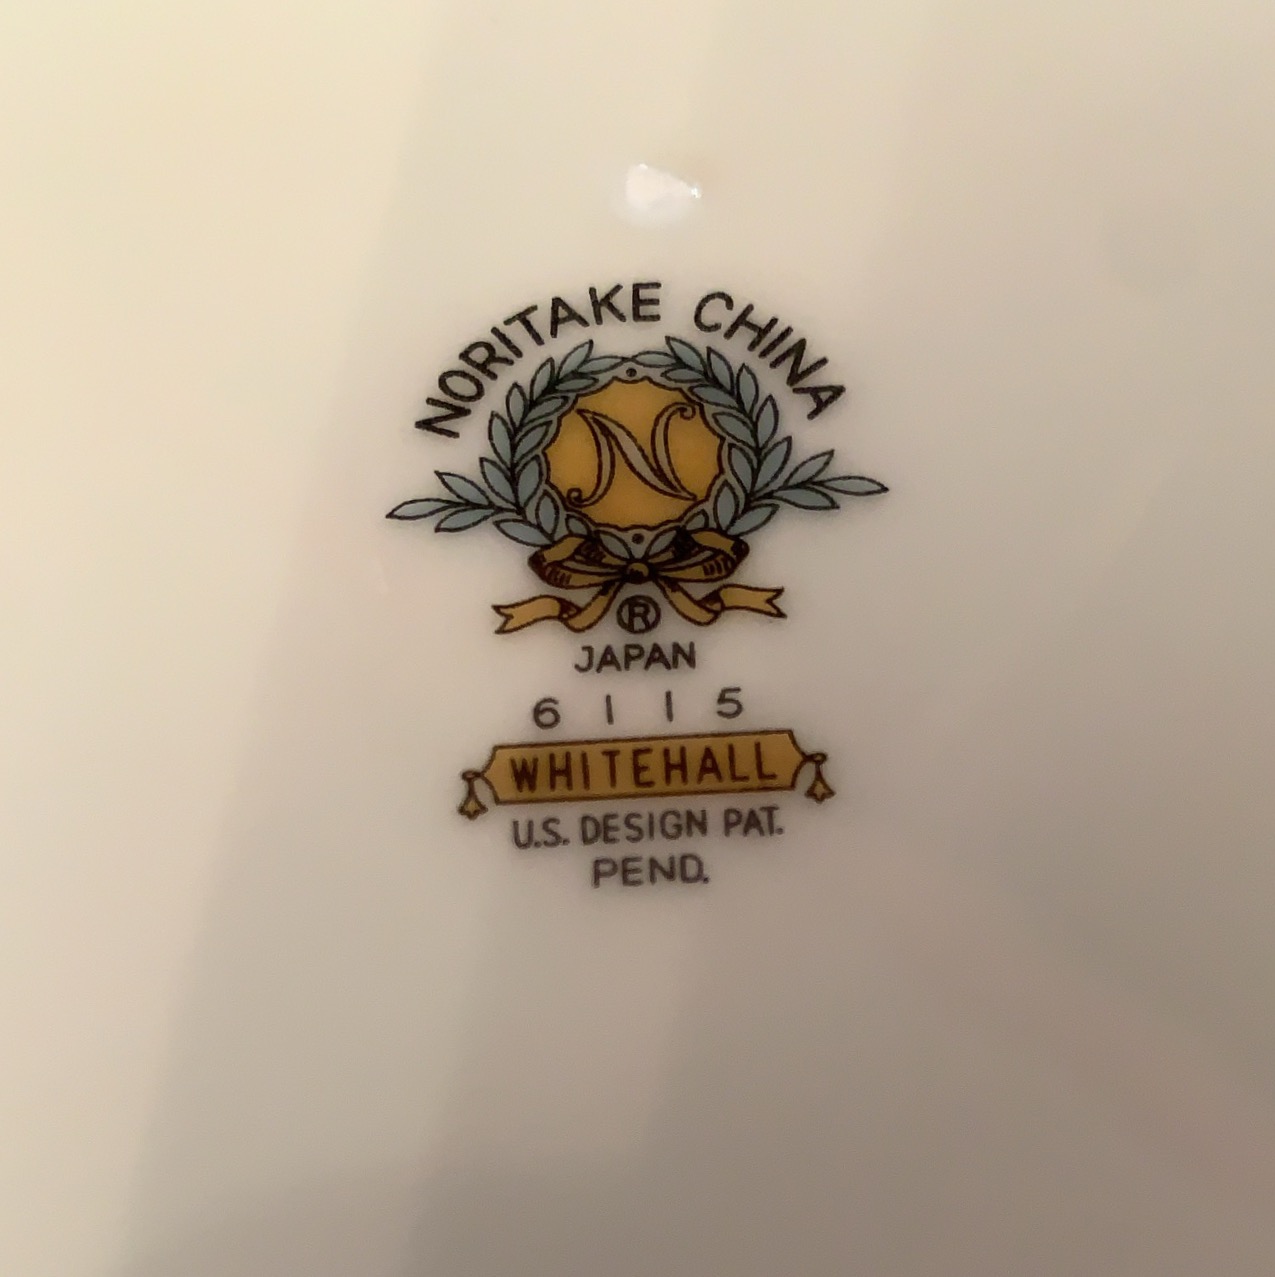 NORITAKE CHINA
N
®
JAPAN
6115
WHITEHALL
U.S. DESIGN PAT.
PEND.